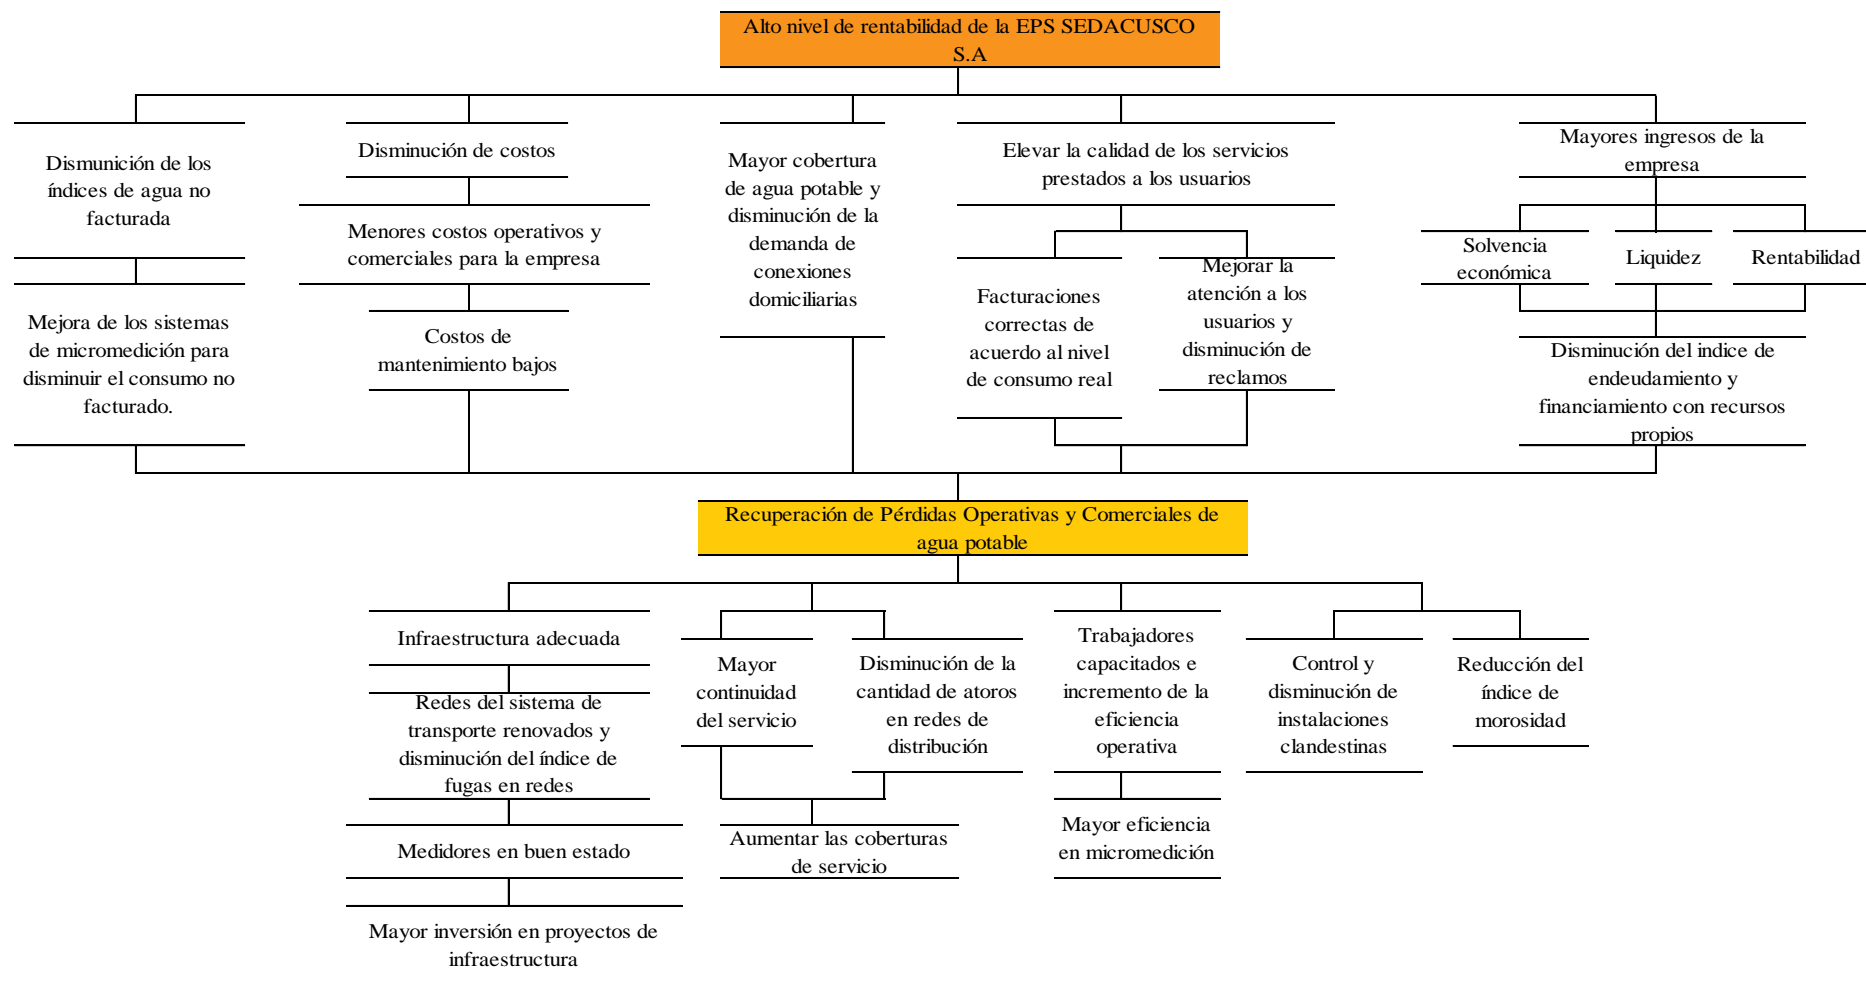 Alto nivel de rentabilidad de la EPS SEDACUSCO
S.A
Dismunición de los
índices de agua no
facturada
Mejora de los sistemas
de micromedición para
disminuir el consumo no
facturado.
Disminución de costos
Menores costos operativos y
comerciales para la empresa
Costos de
mantenimiento bajos
Mayor cobertura
de agua potable y
disminución de la
demanda de
conexiones
domiciliarias
Elevar la calidad de los servicios
prestados a los usuarios
Facturaciones
correctas de
acuerdo al nivel
de consumo real
Mejorar la
atención a los
usuarios y
disminución de
reclamos
Mayores ingresos de la
empresa
Solvencia
económica
Liquidez
Rentabilidad
Disminución del indice de
endeudamiento y
financiamiento con recursos
propios
Recuperación de Pérdidas Operativas y Comerciales de
agua potable
Infraestructura adecuada
Redes del sistema de
transporte renovados y
disminución del índice de
fugas en redes
Medidores en buen estado
Mayor inversión en proyectos de
infraestructura
Mayor
continuidad
del servicio
Disminución de la
cantidad de atoros
en redes de
distribución
Aumentar las coberturas
de servicio
Trabajadores
capacitados e
incremento de la
eficiencia
operativa
Mayor eficiencia
en micromedición
Control y
disminución de
instalaciones
clandestinas
Reducción del
índice de
morosidad